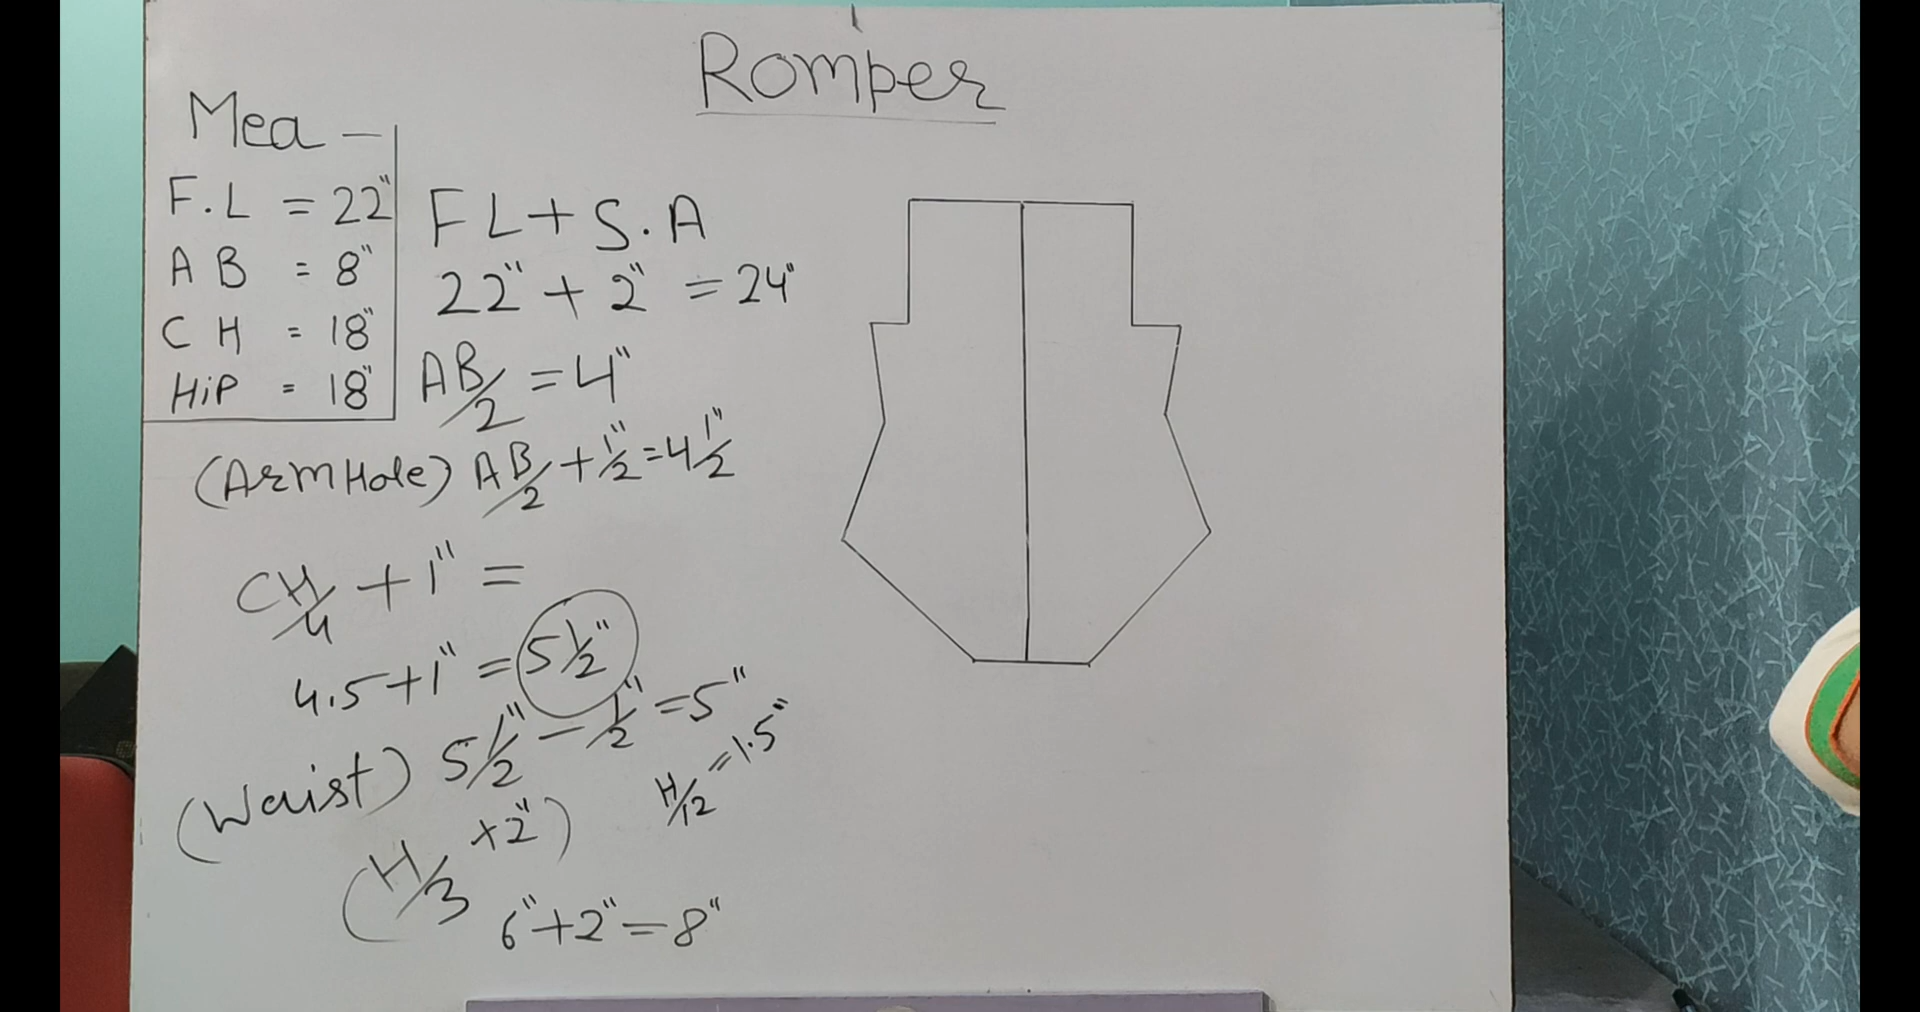 Romper
Mea -
F.L = 22"
AB = 8"
CH = 18"
HiP = 18"
FL + S.A
22" + 2" = 24"
AB/2 = 4"
(ArmHole) AB/2 + 1/2" = 4 1/2"
CH/4 + 1" =
4.5 + 1" = 5 1/2"
(Waist) 5 1/2" - 1/2" = 5"
(H/3 + 2")
H/12 = 1.5"
6" + 2" = 8"